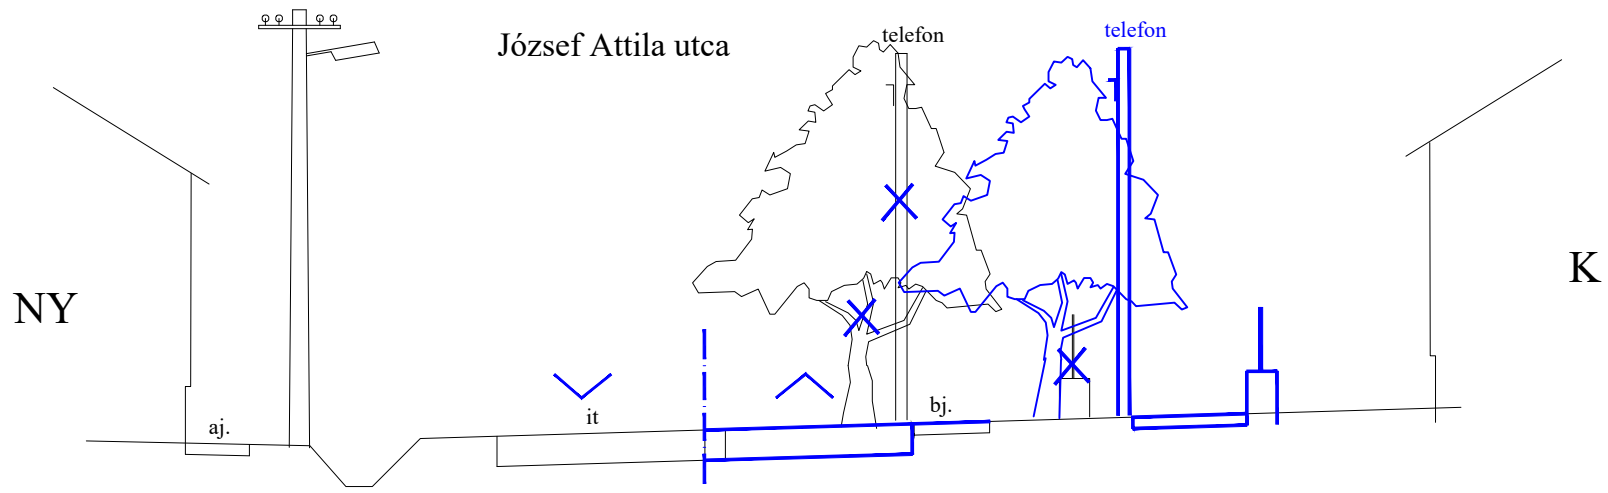 József Attila utca
telefon
telefon
NY
K
aj.
it
bj.